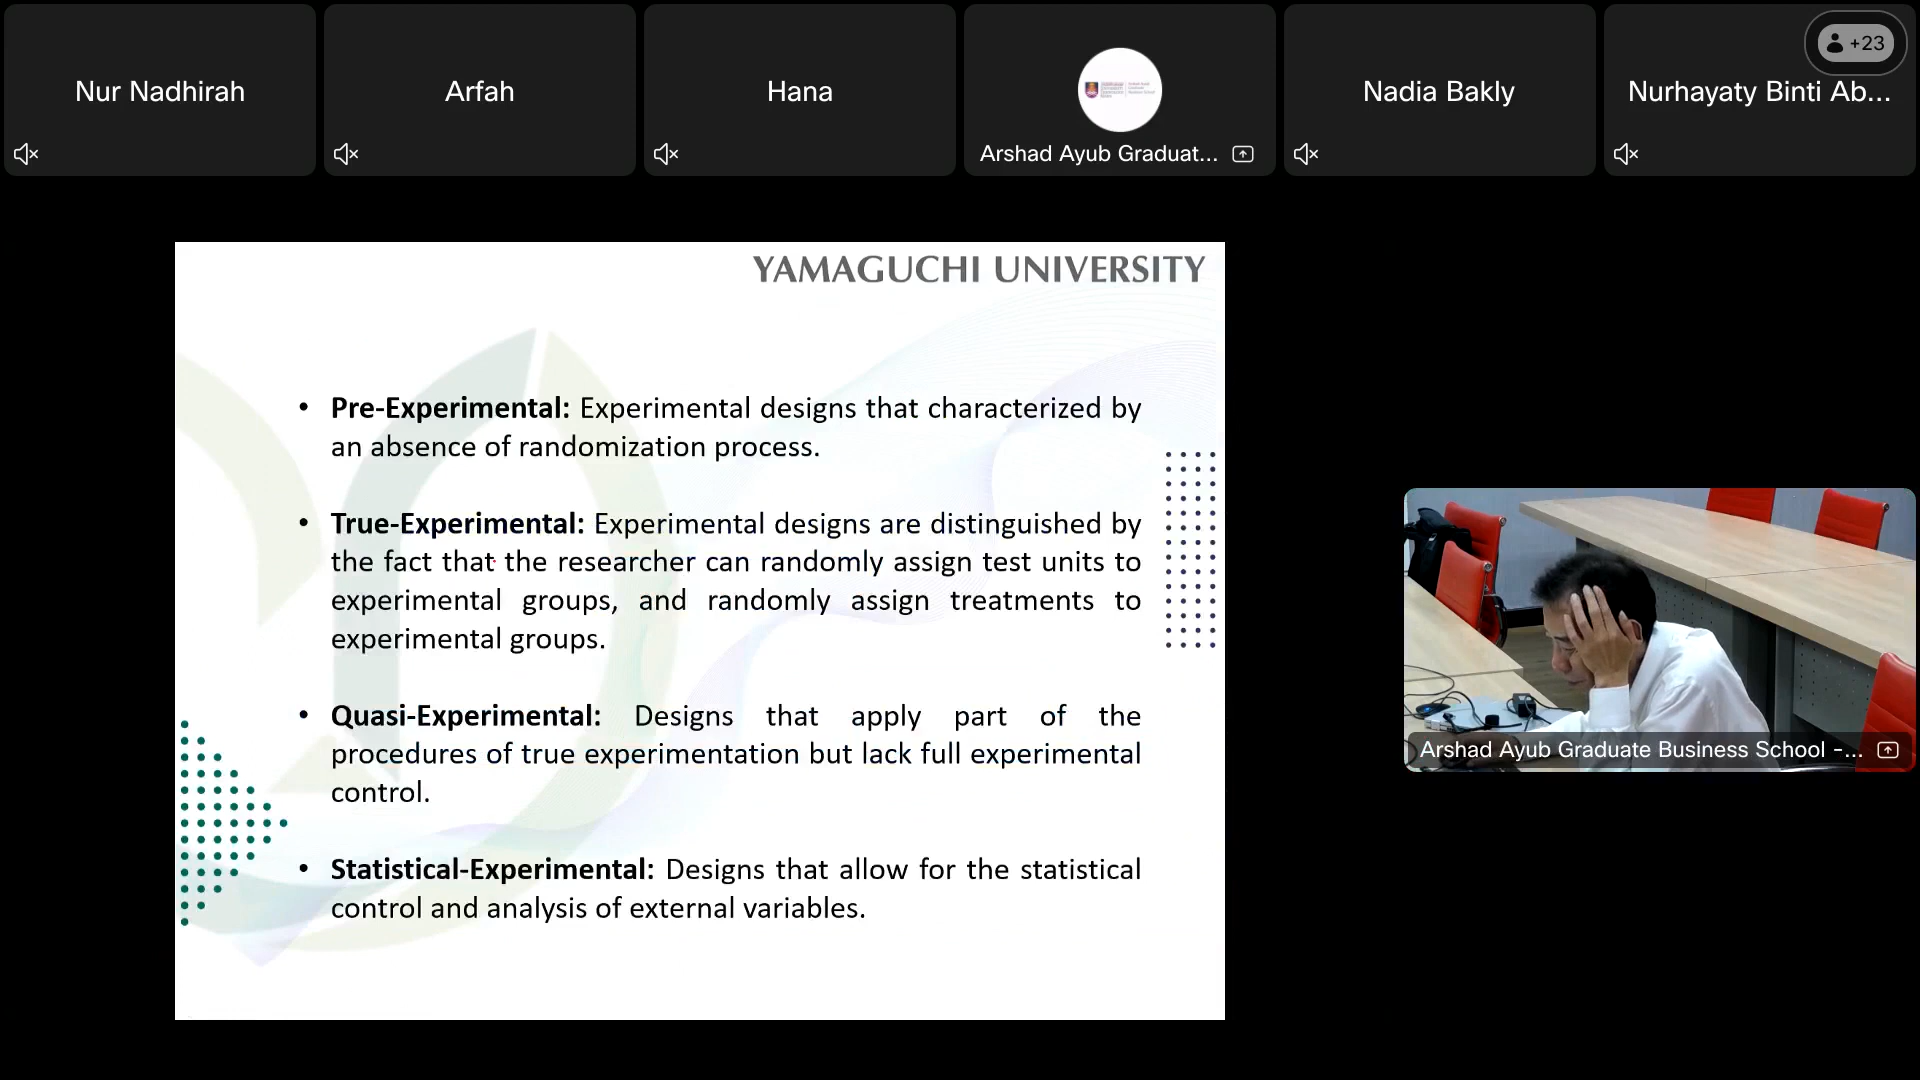 Nur Nadhirah
Arfah
Hana
Arshad Ayub Graduat...
Nadia Bakly
Nurhayaty Binti Ab...
+23
YAMAGUCHI UNIVERSITY
• Pre-Experimental: Experimental designs that characterized by
an absence of randomization process.
• True-Experimental: Experimental designs are distinguished by
the fact that the researcher can randomly assign test units to
experimental groups, and randomly assign treatments to
experimental groups.
• Quasi-Experimental: Designs that apply part of the
procedures of true experimentation but lack full experimental
control.
• Statistical-Experimental: Designs that allow for the statistical
control and analysis of external variables.
Arshad Ayub Graduate Business School -...